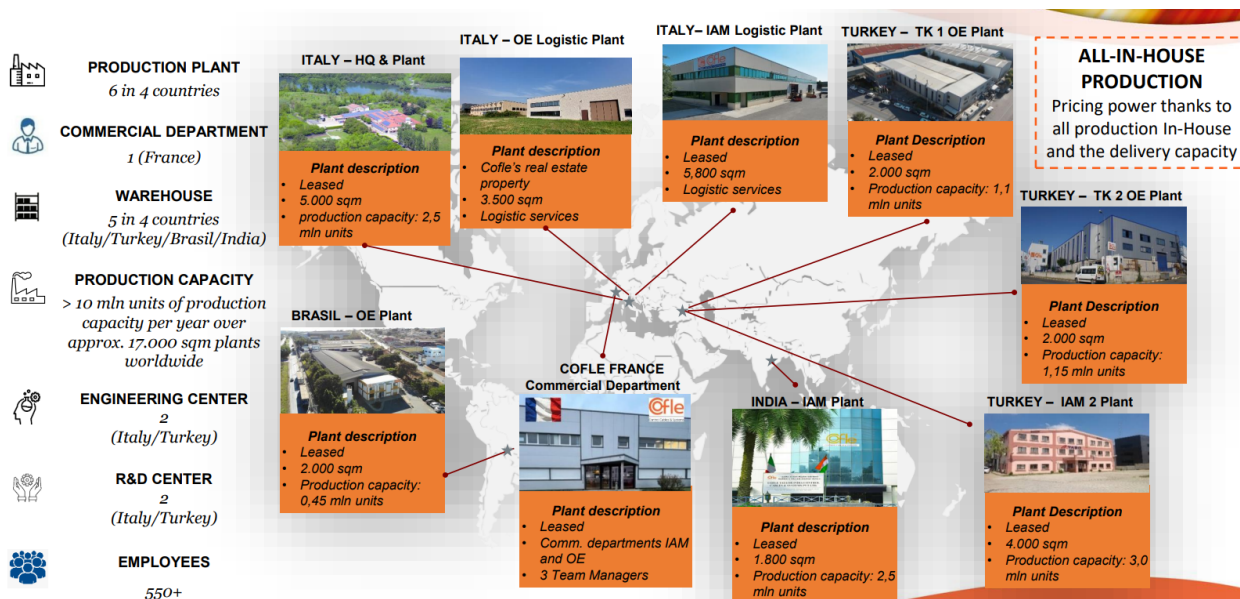 PRODUCTION PLANT
6 in 4 countries
COMMERCIAL DEPARTMENT
1 (France)
WAREHOUSE
5 in 4 countries
(Italy/Turkey/Brasil/India)
PRODUCTION CAPACITY
> 10 mln units of production
capacity per year over
approx. 17.000 sqm plants
worldwide
ENGINEERING CENTER
2
(Italy/Turkey)
R&D CENTER
2
(Italy/Turkey)
EMPLOYEES
550+
ITALY – HQ & Plant
Plant description
• Leased
• 5.000 sqm
• production capacity: 2,5
mln units
ITALY – OE Logistic Plant
Plant description
• Cofle's real estate
property
• 3.500 sqm
• Logistic services
ITALY– IAM Logistic Plant
Cofle
Plant description
• Leased
• 5,800 sqm
• Logistic services
TURKEY – TK 1 OE Plant
Plant description
• Leased
• 2.000 sqm
• Production capacity: 1,1
mln units
ALL-IN-HOUSE
PRODUCTION
Pricing power thanks to
all production In-House
and the delivery capacity
TURKEY – TK 2 OE Plant
Plant Description
• Leased
• 2.000 sqm
• Production capacity:
1,15 mln units
BRASIL – OE Plant
Plant description
• Leased
• 2.000 sqm
• Production capacity:
0,45 mln units
COFLE FRANCE
Commercial Department
Cofle
Plant description
• Leased
• Comm. departments IAM
and OE
• 3 Team Managers
INDIA – IAM Plant
Cofle
Plant description
• Leased
• 1.800 sqm
• Production capacity: 2,5
mln units
TURKEY – IAM 2 Plant
Plant Description
• Leased
• 4.000 sqm
• Production capacity: 3,0
mln units